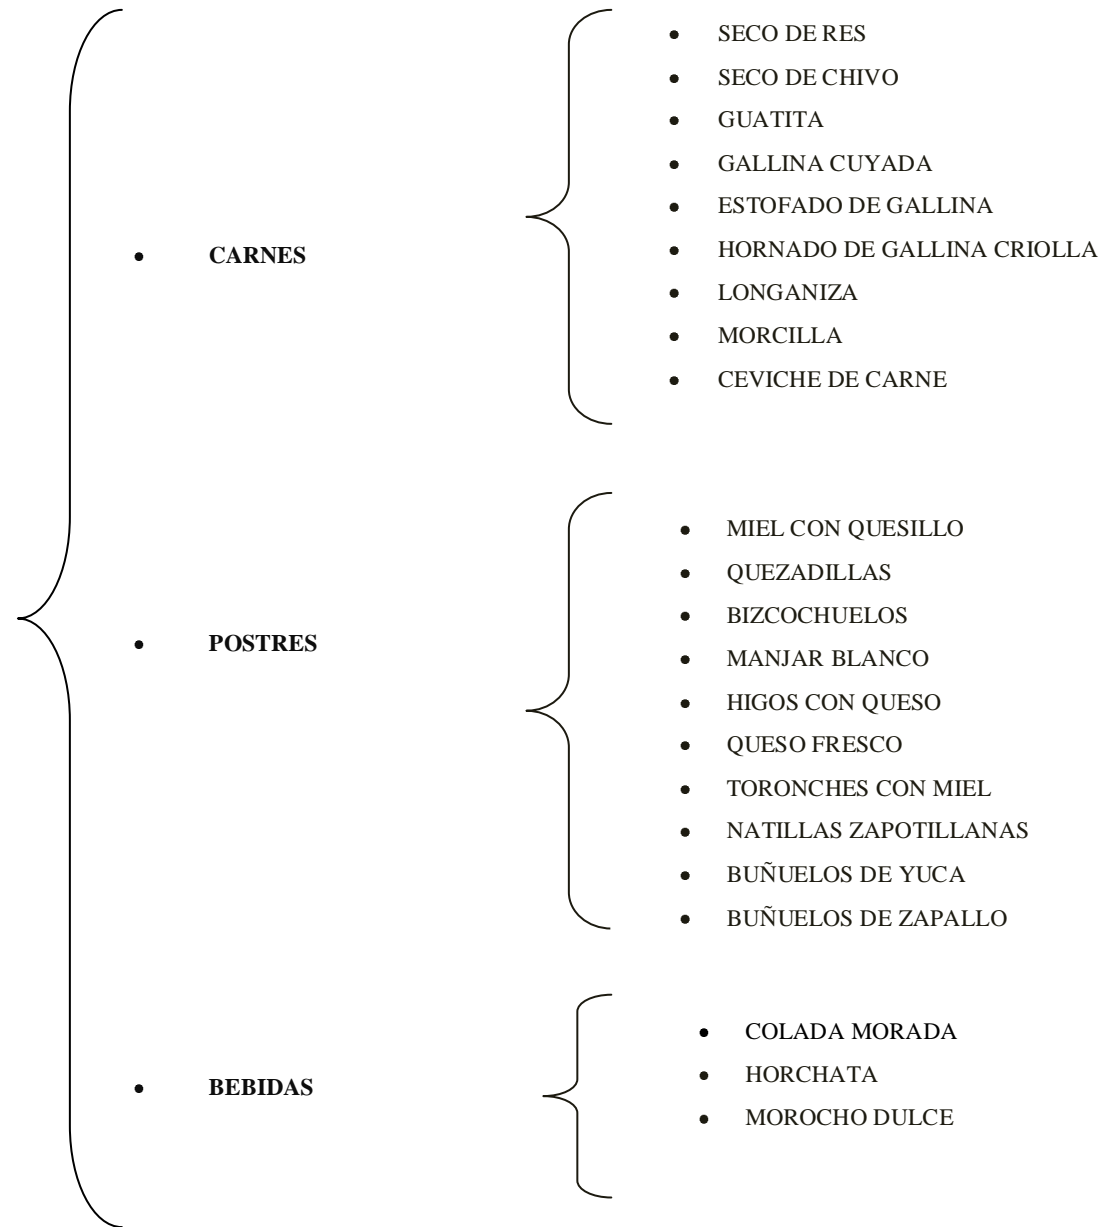 • CARNES
• SECO DE RES
• SECO DE CHIVO
• GUATITA
• GALLINA CUYADA
• ESTOFADO DE GALLINA
• HORNADO DE GALLINA CRIOLLA
• LONGANIZA
• MORCILLA
• CEVICHE DE CARNE
• POSTRES
• MIEL CON QUESILLO
• QUEZADILLAS
• BIZCOCHUELOS
• MANJAR BLANCO
• HIGOS CON QUESO
• QUESO FRESCO
• TORONCHES CON MIEL
• NATILLAS ZAPOTILLANAS
• BUÑUELOS DE YUCA
• BUÑUELOS DE ZAPALLO
• BEBIDAS
• COLADA MORADA
• HORCHATA
• MOROCHO DULCE